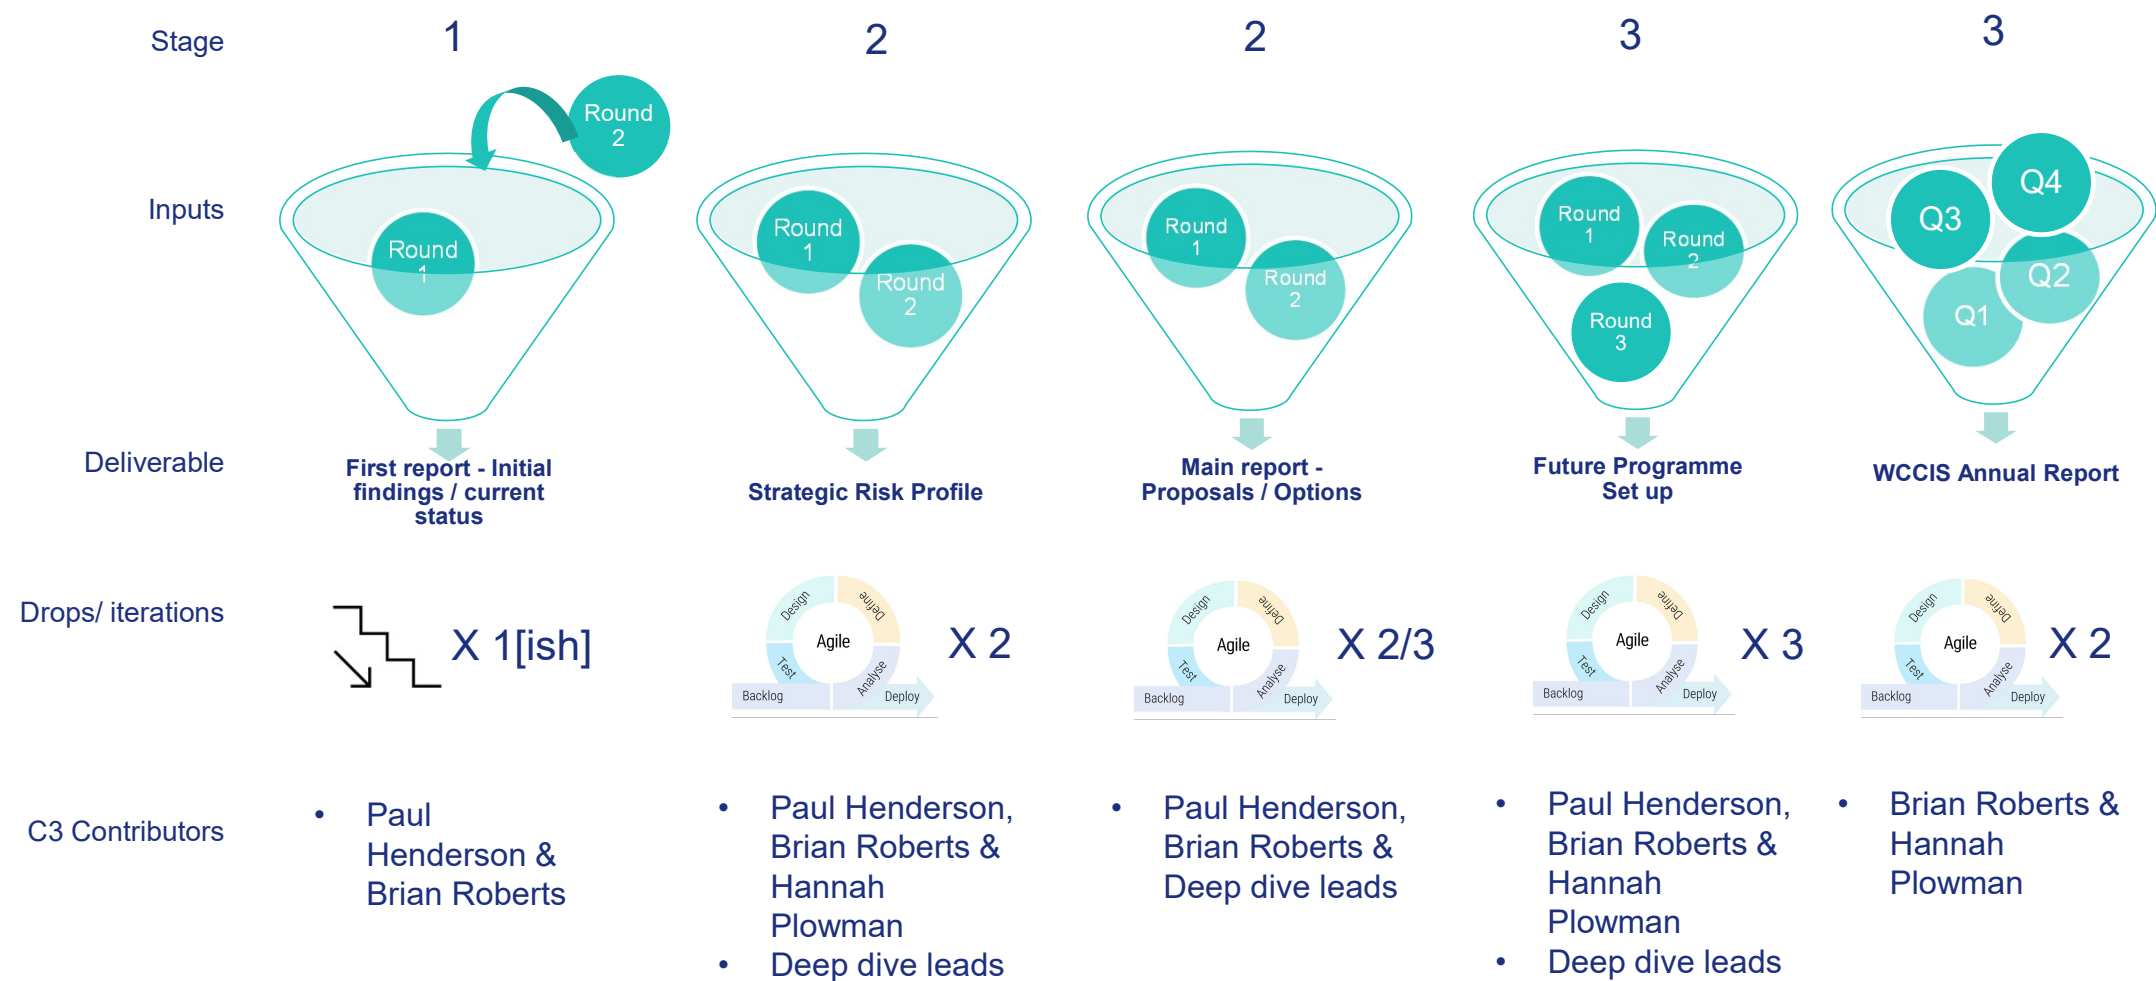 Stage
1
2
2
3
3
Round
2
Inputs
Round
1
Round
1
Round
2
Round
1
Round
2
Round
1
Round
2
Round
3
Q3
Q4
Q2
Q1
Deliverable
First report - Initial
findings / current
status
Strategic Risk Profile
Main report -
Proposals / Options
Future Programme
Set up
WCCIS Annual Report
Drops/ iterations
X 1[ish]
Design
Define
Agile
Test
Analyse
Backlog
Deploy
X 2
Design
Define
Agile
Test
Analyse
Backlog
Deploy
X 2/3
Design
Define
Agile
Test
Analyse
Backlog
Deploy
X 3
Design
Define
Agile
Test
Analyse
Backlog
Deploy
X 2
C3 Contributors
• Paul
Henderson &
Brian Roberts
• Paul Henderson,
Brian Roberts &
Hannah
Plowman
• Deep dive leads
• Paul Henderson,
Brian Roberts &
Deep dive leads
• Paul Henderson,
Brian Roberts &
Hannah
Plowman
• Deep dive leads
• Brian Roberts &
Hannah
Plowman